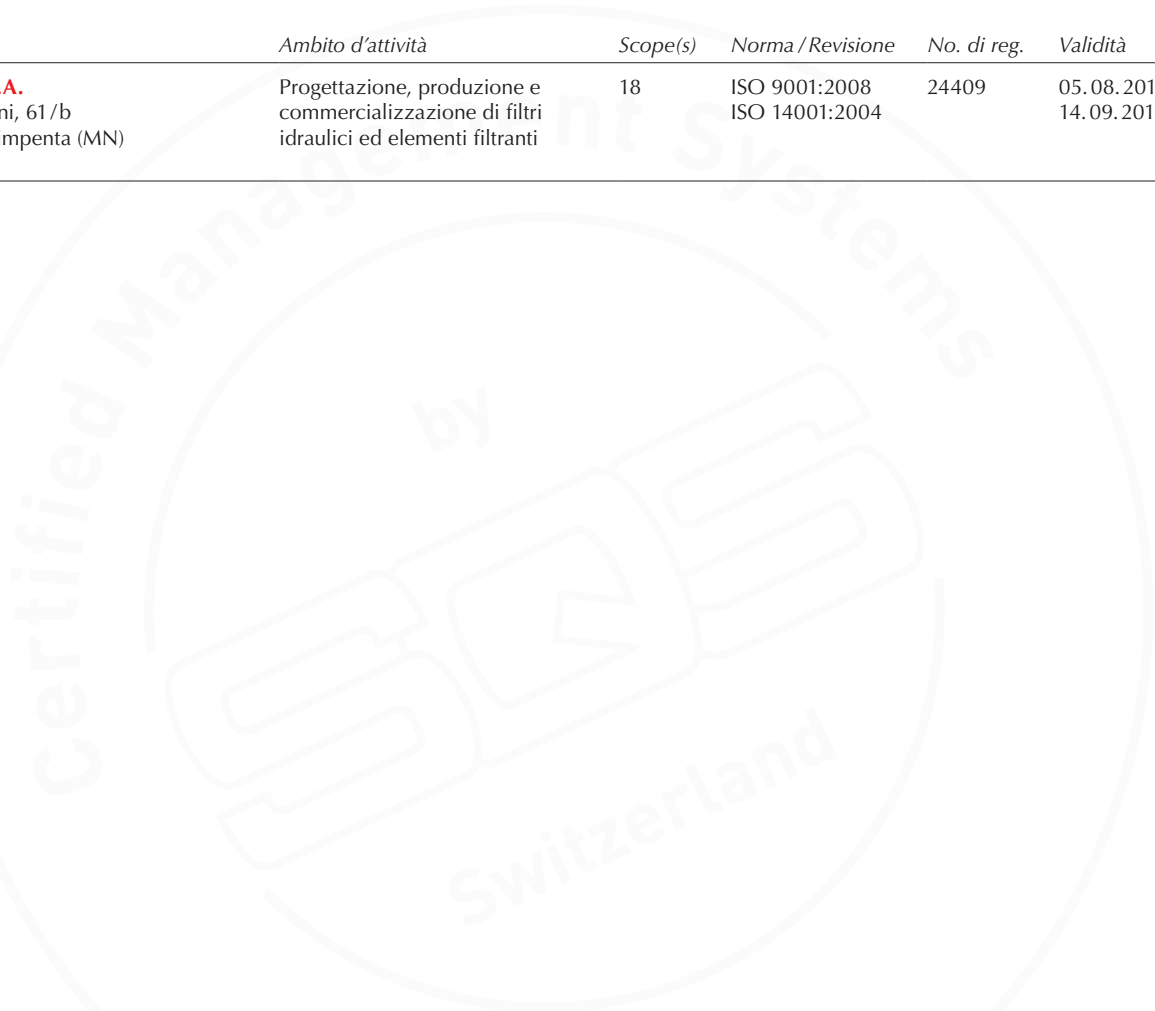 Ambito d'attività Scope(s) Norma / Revisione No. di reg. Validità
.A. Progettazione, produzione e 18 ISO 9001:2008 24409 05.08.201
ni, 61/b commercializzazione di filtri ISO 14001:2004 14.09.201
impenta (MN) idraulici ed elementi filtranti
Certified Management Systems
by
SQS
Switzerland